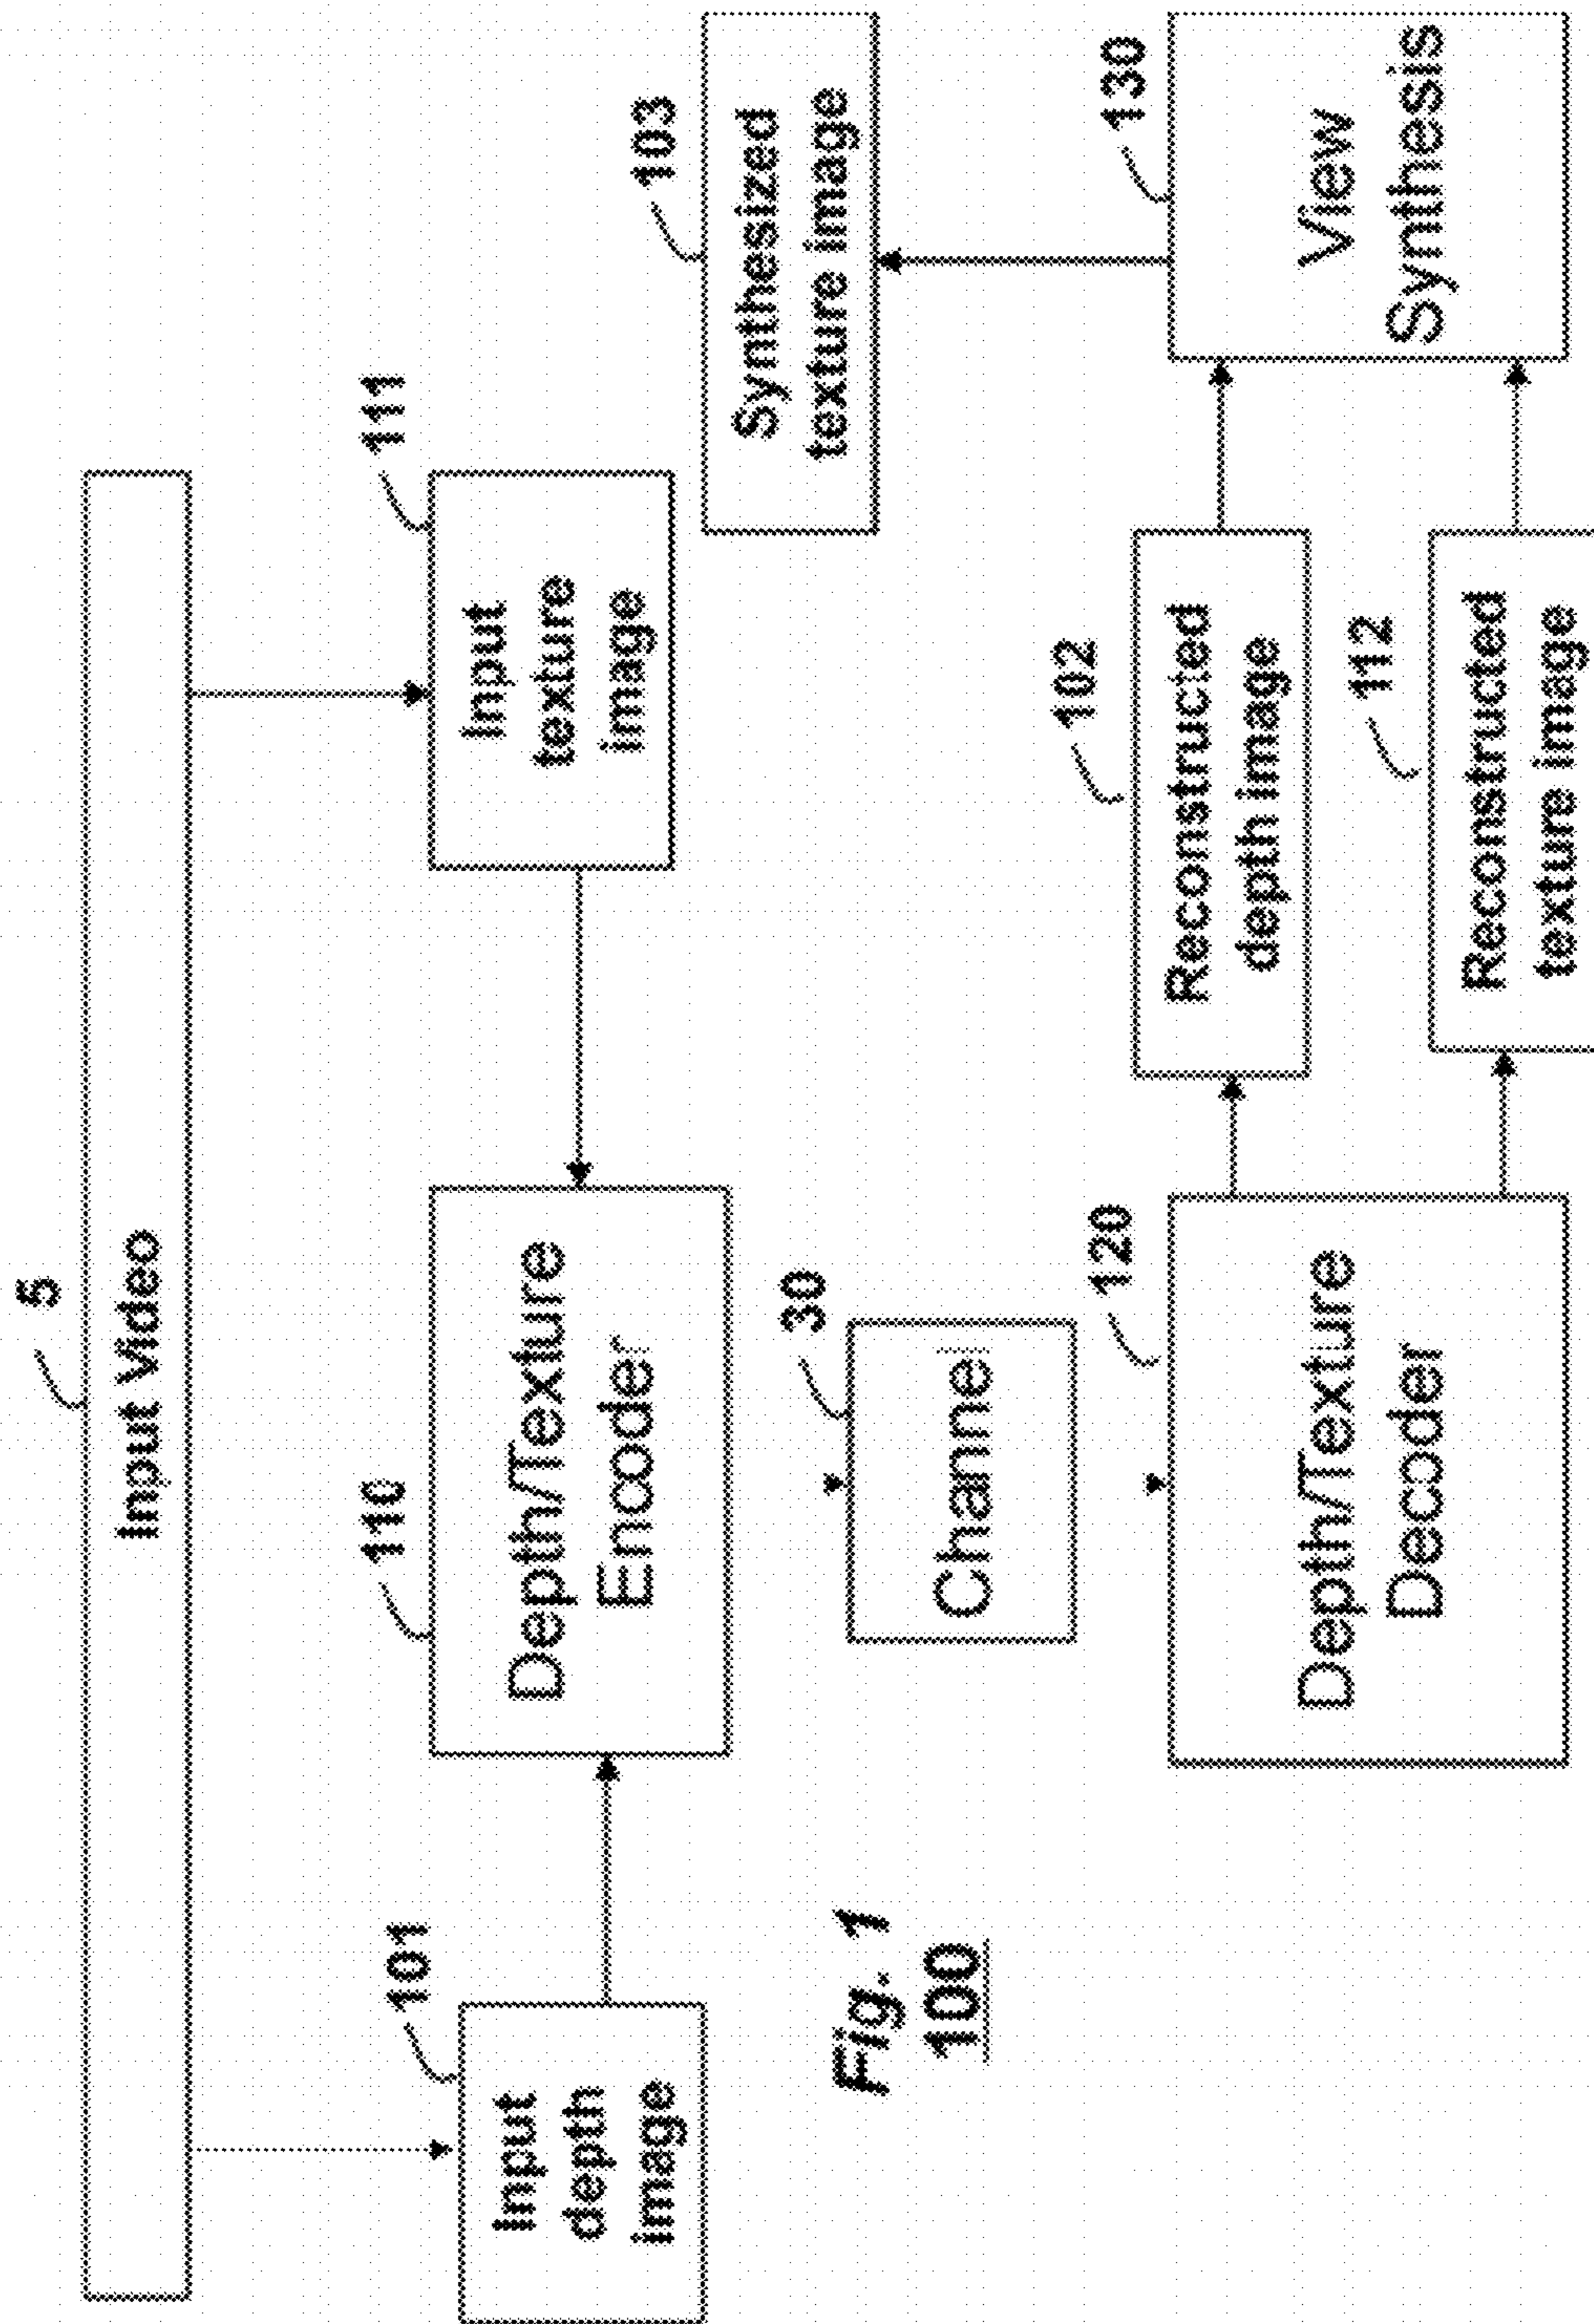 5
Input Video
101
Input
depth
image
110
Depth/Texture
Encoder
111
Input
texture
image
103
Synthesized
texture image
30
Channel
Fig. 1
100
120
Depth/Texture
Decoder
102
Reconstructed
depth image
112
Reconstructed
texture image
130
View
Synthesis